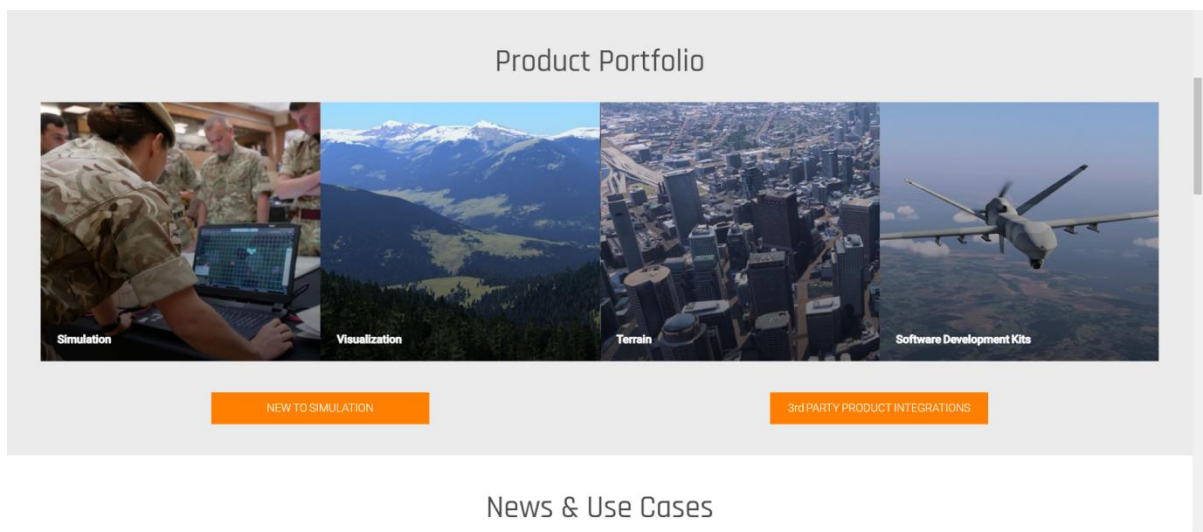 Product Portfolio
Simulation
Visualization
Terrain
Software Development Kits
NEW TO SIMULATION
3rd PARTY PRODUCT INTEGRATIONS
News & Use Cases